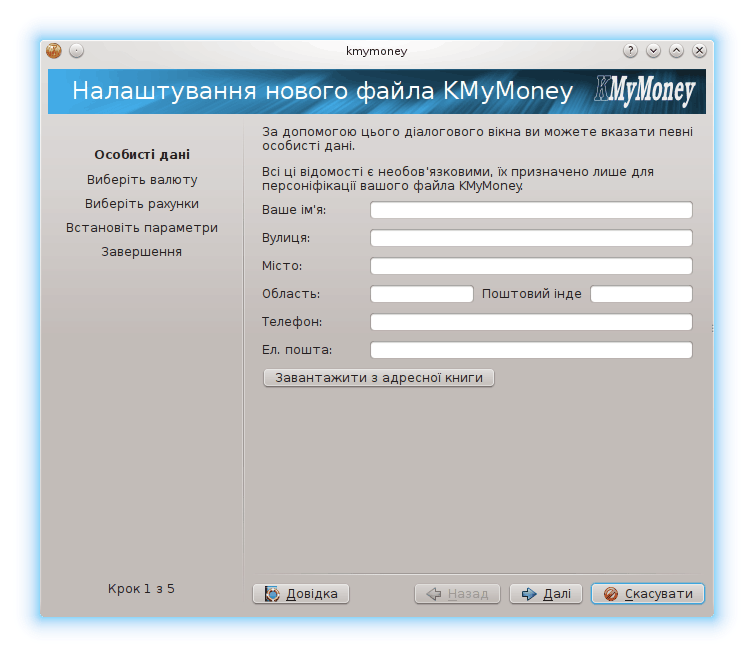 kmymoney
Налаштування нового файла KMyMoney
KMyMoney
Особисті дані
Виберіть валюту
Виберіть рахунки
Встановіть параметри
Завершення
За допомогою цього діалогового вікна ви можете вказати певні
особисті дані.
Всі ці відомості є необов'язковими, їх призначено лише для
персоніфікації вашого файла KMyMoney.
Ваше ім'я:
Вулиця:
Місто:
Область:
Поштовий інде
Телефон:
Ел. пошта:
Завантажити з адресної книги
Крок 1 з 5
Довідка
Назад
Далі
Скасувати